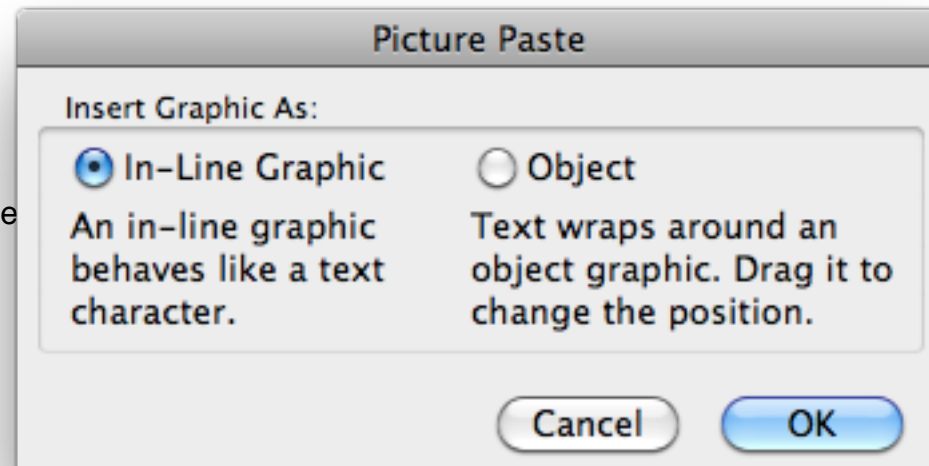 Picture Paste
Insert Graphic As:
In-Line Graphic
An in-line graphic
behaves like a text
character.
Object
Text wraps around an
object graphic. Drag it to
change the position.
e
Cancel
OK